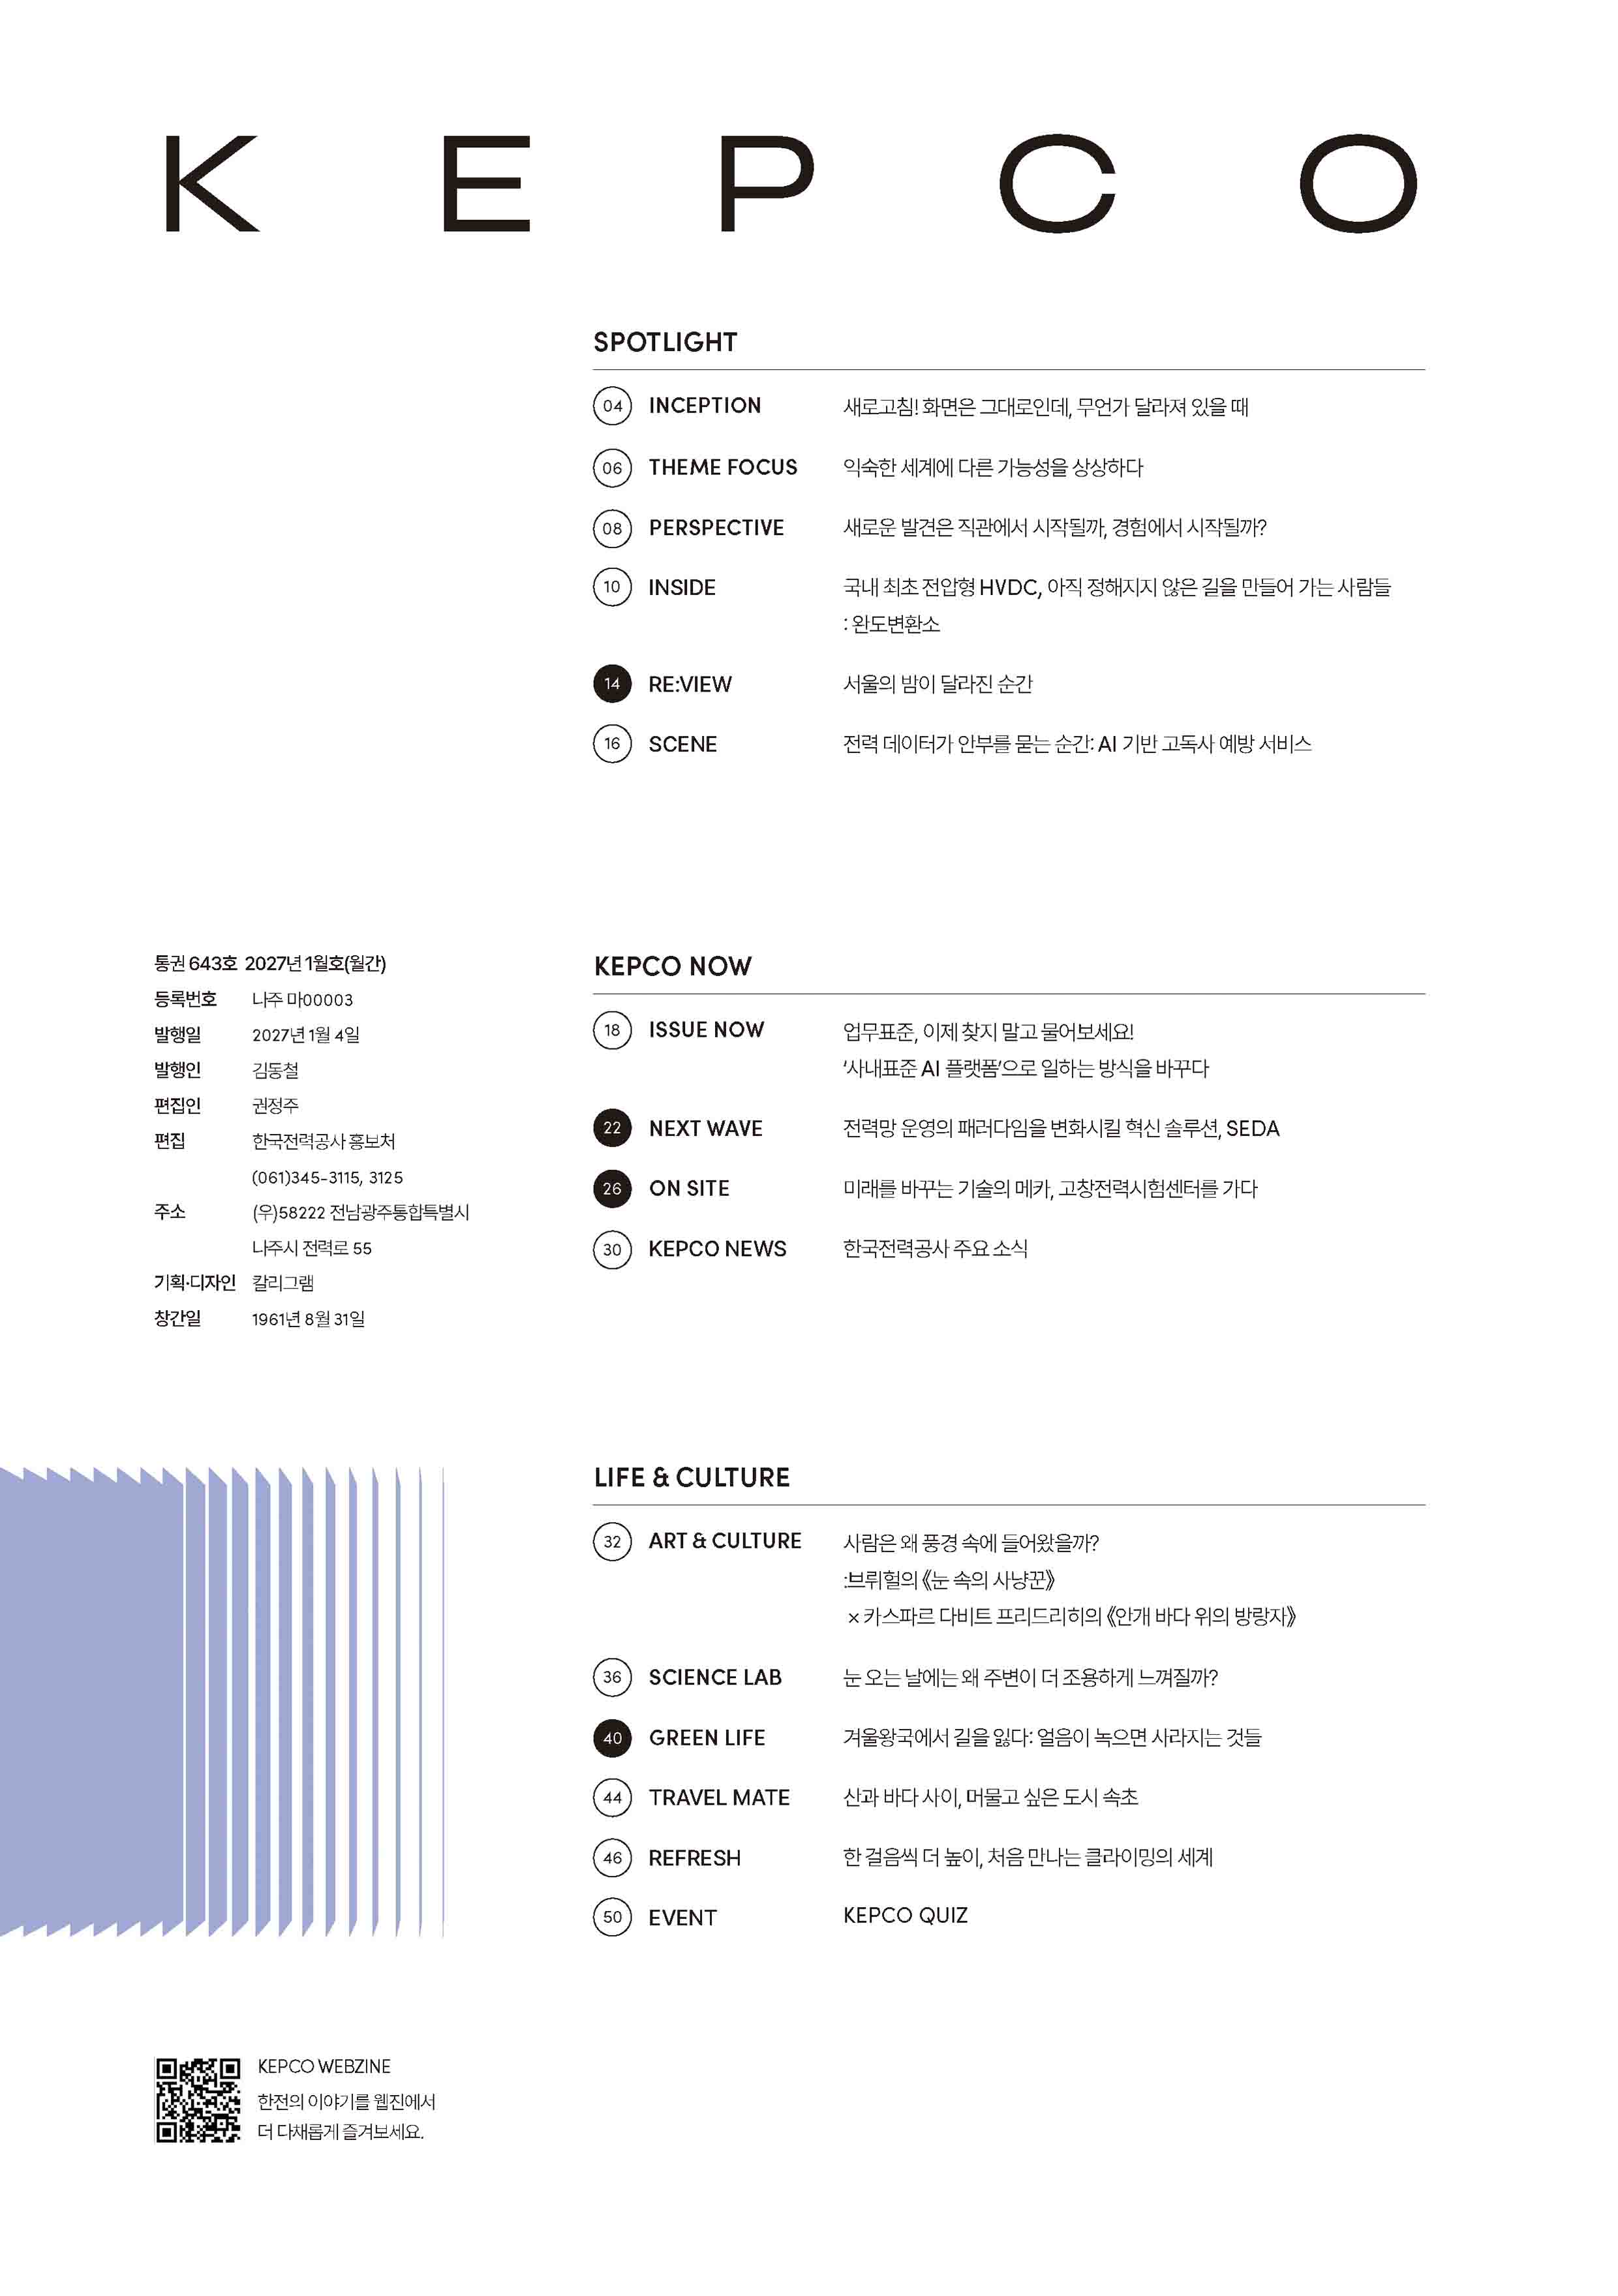 KEPCO
SPOTLIGHT
04 INCEPTION 새로고침! 화면은 그대로인데, 무언가 달라져 있을 때
06 THEME FOCUS 익숙한 세계에 다른 가능성을 상상하다
08 PERSPECTIVE 새로운 발견은 직관에서 시작될까, 경험에서 시작될까?
10 INSIDE 국내 최초 전압형 HVDC, 아직 정해지지 않은 길을 만들어 가는 사람들
: 완도변환소
14 RE:VIEW 서울의 밤이 달라진 순간
16 SCENE 전력 데이터가 안부를 묻는 순간: AI 기반 고독사 예방 서비스
통권 643호 2027년 1월호(월간)
등록번호 나주 마00003
발행일 2027년 1월 4일
발행인 김동철
편집인 권정주
편집 한국전력공사 홍보처
(061)345-3115, 3125
주소 (우)58222 전남광주통합특별시
나주시 전력로 55
기획·디자인 칼리그램
창간일 1961년 8월 31일
KEPCO NOW
18 ISSUE NOW 업무표준, 이제 찾지 말고 물어보세요!
‘사내표준 AI 플랫폼’으로 일하는 방식을 바꾸다
22 NEXT WAVE 전력망 운영의 패러다임을 변화시킬 혁신 솔루션, SEDA
26 ON SITE 미래를 바꾸는 기술의 메카, 고창전력시험센터를 가다
30 KEPCO NEWS 한국전력공사 주요 소식
LIFE & CULTURE
32 ART & CULTURE 사람은 왜 풍경 속에 들어왔을까?
:브뤼헐의 《눈 속의 사냥꾼》
× 카스파르 다비트 프리드리히의 《안개 바다 위의 방랑자》
36 SCIENCE LAB 눈 오는 날에는 왜 주변이 더 조용하게 느껴질까?
40 GREEN LIFE 겨울왕국에서 길을 잃다: 얼음이 녹으면 사라지는 것들
44 TRAVEL MATE 산과 바다 사이, 머물고 싶은 도시 속초
46 REFRESH 한 걸음씩 더 높이, 처음 만나는 클라이밍의 세계
50 EVENT KEPCO QUIZ
KEPCO WEBZINE
한전의 이야기를 웹진에서
더 다채롭게 즐겨보세요.